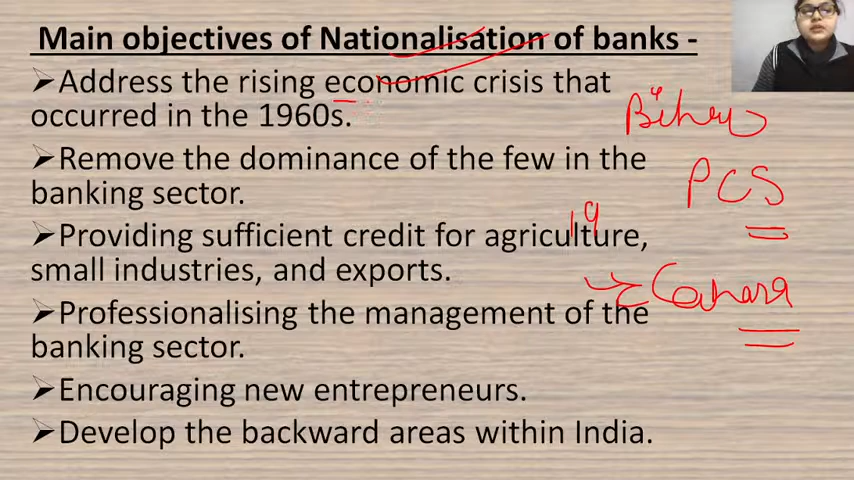 Main objectives of Nationalisation of banks -
➢Address the rising economic crisis that
occurred in the 1960s.
➢Remove the dominance of the few in the
banking sector.
➢Providing sufficient credit for agriculture,
small industries, and exports.
➢Professionalising the management of the
banking sector.
➢Encouraging new entrepreneurs.
➢Develop the backward areas within India.
PCS
19